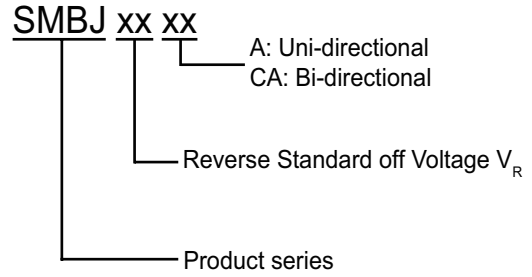 SMBJ xx xx
A: Uni-directional
CA: Bi-directional
Reverse Standard off Voltage VR
Product series